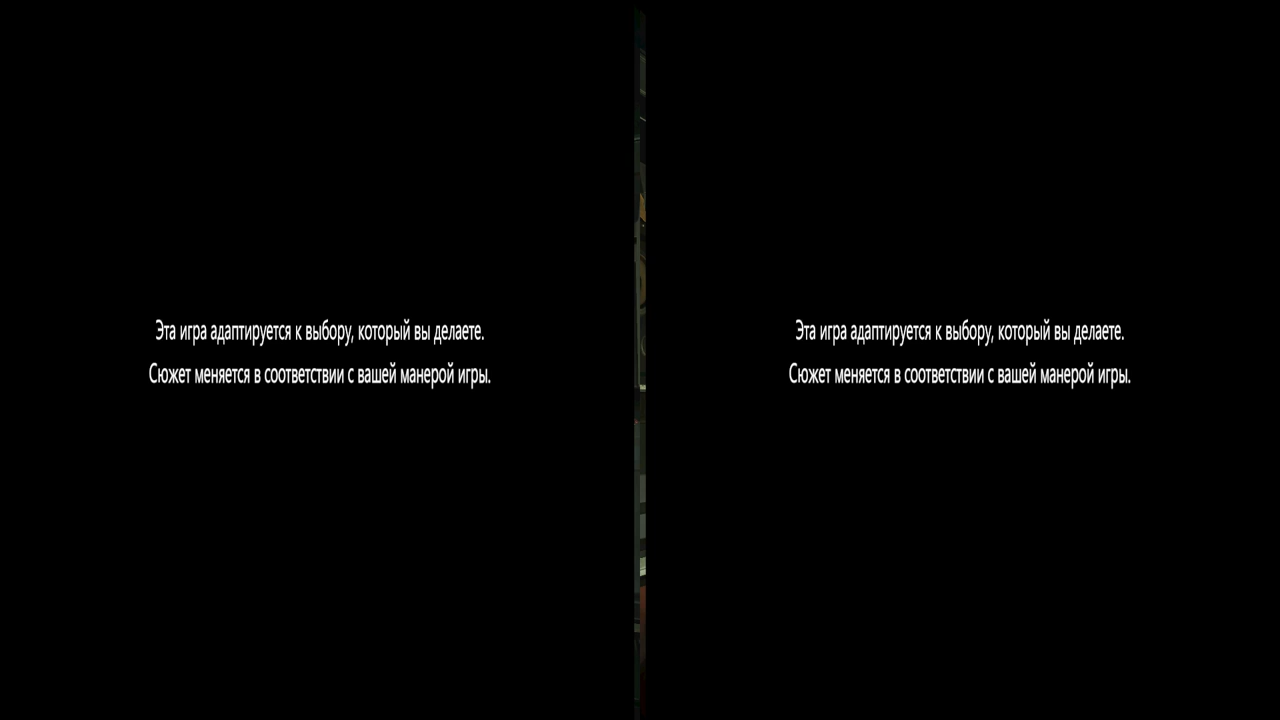 Эта игра адаптируется к выбору, который вы делаете.
Сюжет меняется в соответствии с вашей манерой игры.
Эта игра адаптируется к выбору, который вы делаете.
Сюжет меняется в соответствии с вашей манерой игры.